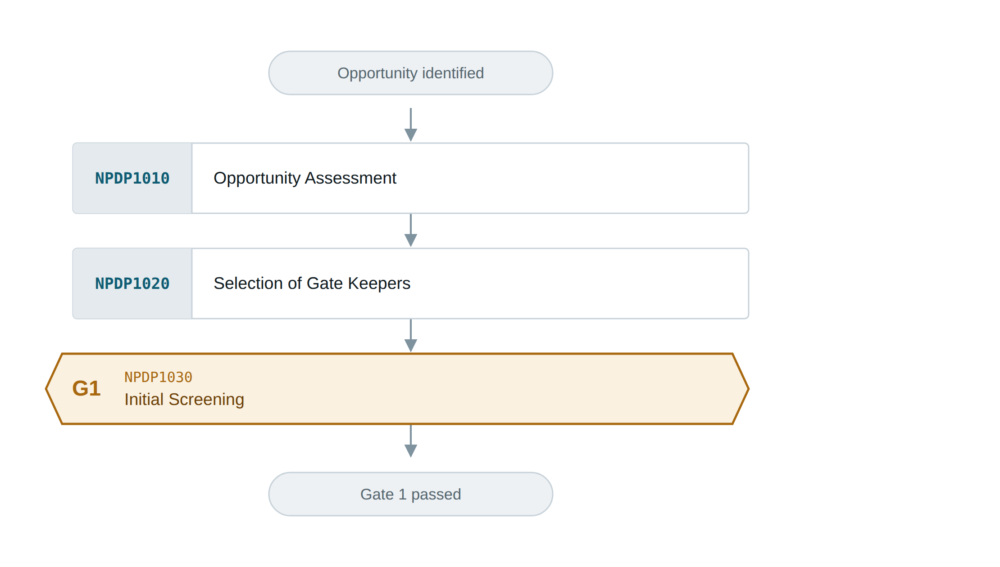 Opportunity identified
NPDP1010
Opportunity Assessment
NPDP1020
Selection of Gate Keepers
G1
NPDP1030
Initial Screening
Gate 1 passed